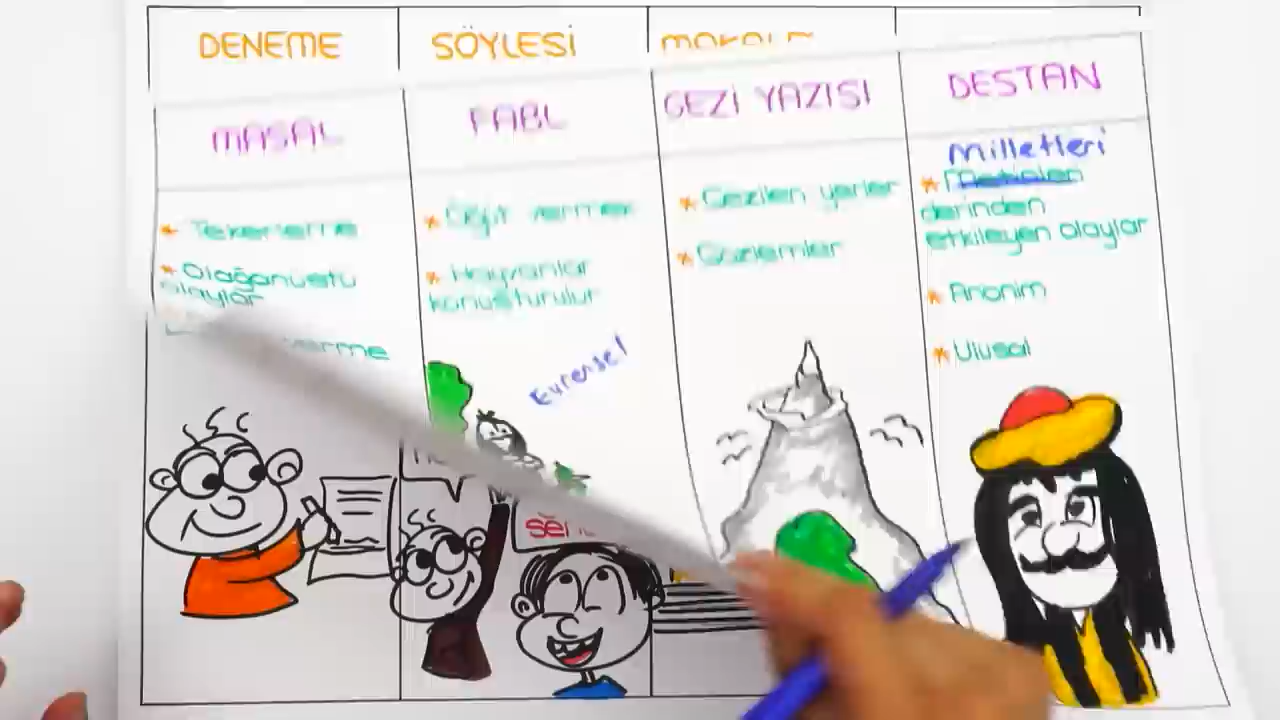 DENEME
SÖYLESİ
MASAL
FABL
GEZİ YAZISI
DESTAN
* Tekerleme
* Olağanüstü
olaylar
verme
* Öğüt vermek
* Hayvanlar
konuşturulur
Evrensel
* Gezilen yerler
* Gözlemler
Milletleri
*
derinden
etkileyen olaylar
* Anonim
* Ulusal